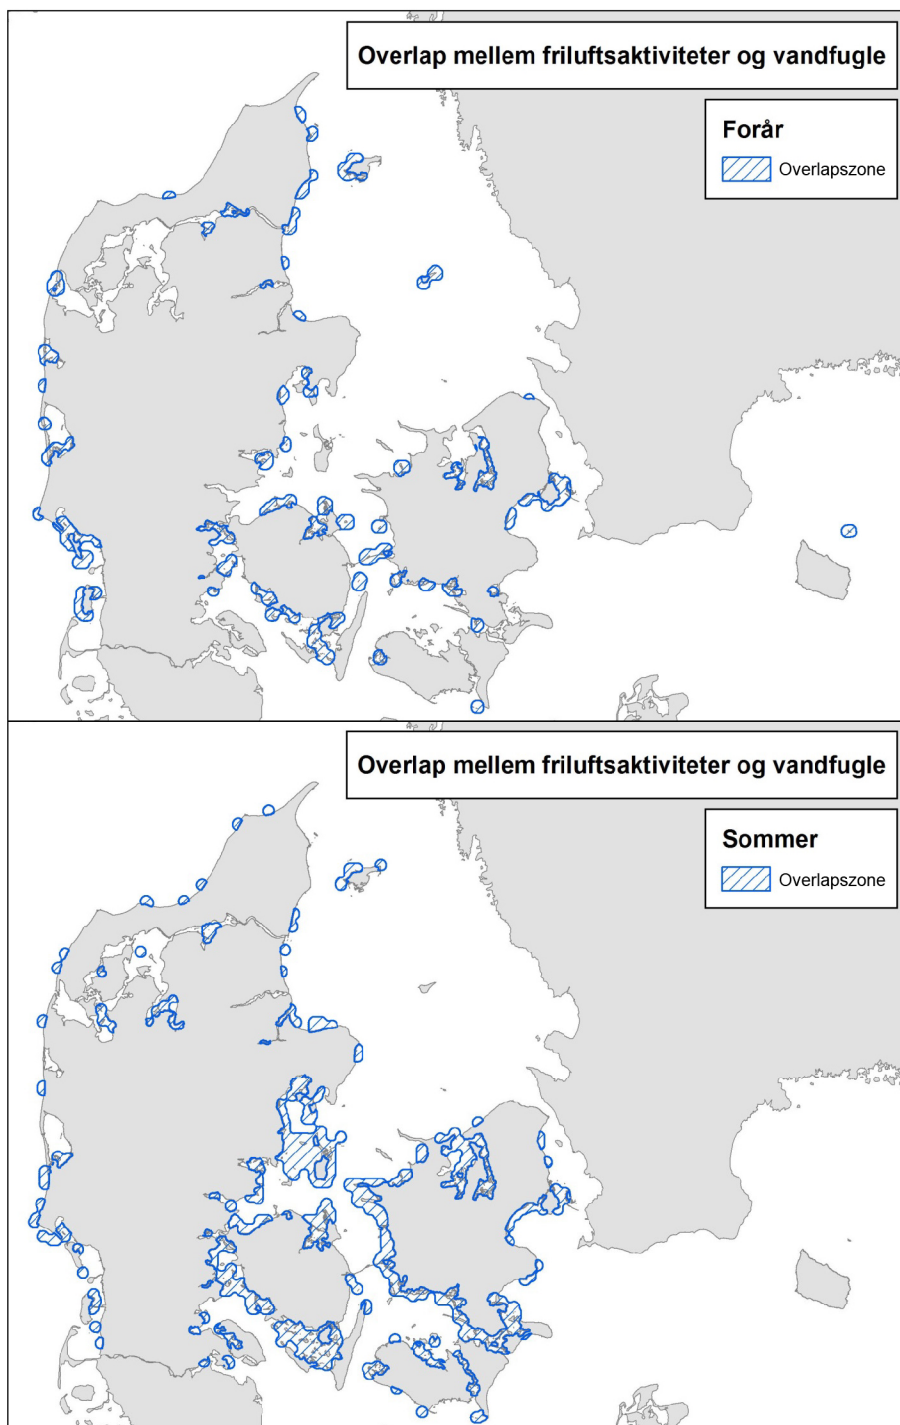 Overlap mellem friluftsaktiviteter og vandfugle
Forår
Overlapszone
Overlap mellem friluftsaktiviteter og vandfugle
Sommer
Overlapszone